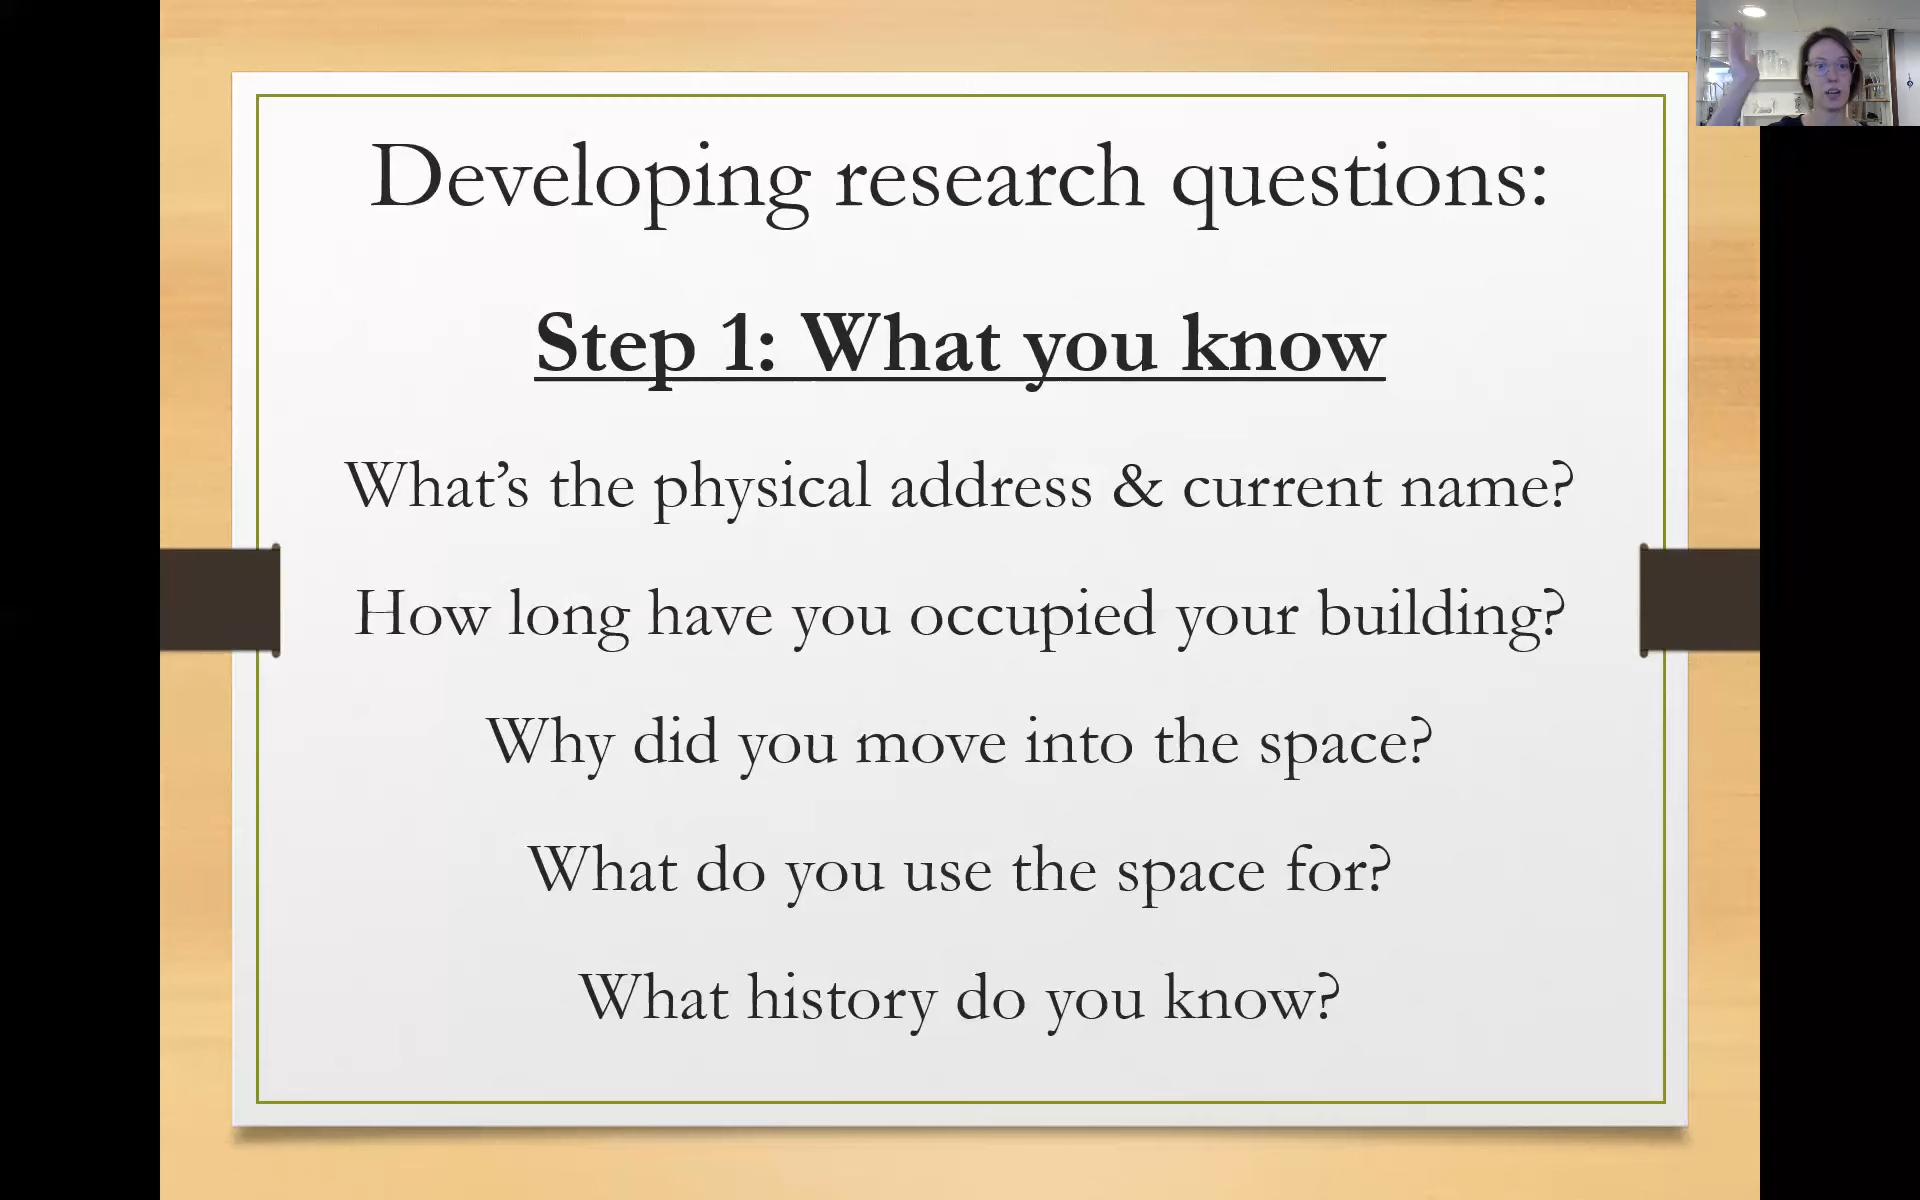 Developing research questions:
Step 1: What you know
What’s the physical address & current name?
How long have you occupied your building?
Why did you move into the space?
What do you use the space for?
What history do you know?